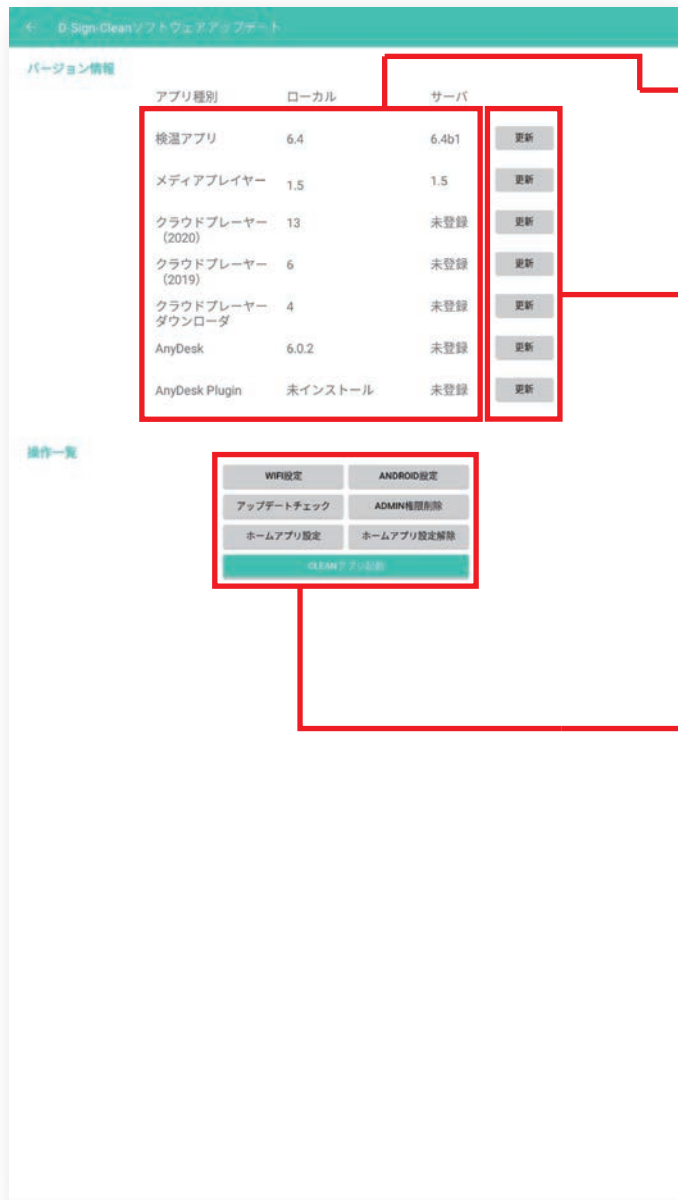 ← D-Sign-Cleanソフトウェアアップデート
バージョン情報
アプリ種別 ローカル サーバ
検温アプリ 6.4 6.4b1 更新
メディアプレイヤー 1.5 1.5 更新
クラウドプレーヤー 13 未登録 更新
（2020）
クラウドプレーヤー 6 未登録 更新
（2019）
クラウドプレーヤー 4 未登録 更新
ダウンローダ
AnyDesk 6.0.2 未登録 更新
AnyDesk Plugin 未インストール 未登録 更新
操作一覧
WIFI設定 ANDROID設定
アップデートチェック ADMIN権限削除
ホームアプリ設定 ホームアプリ設定解除
CLEANアプリ起動